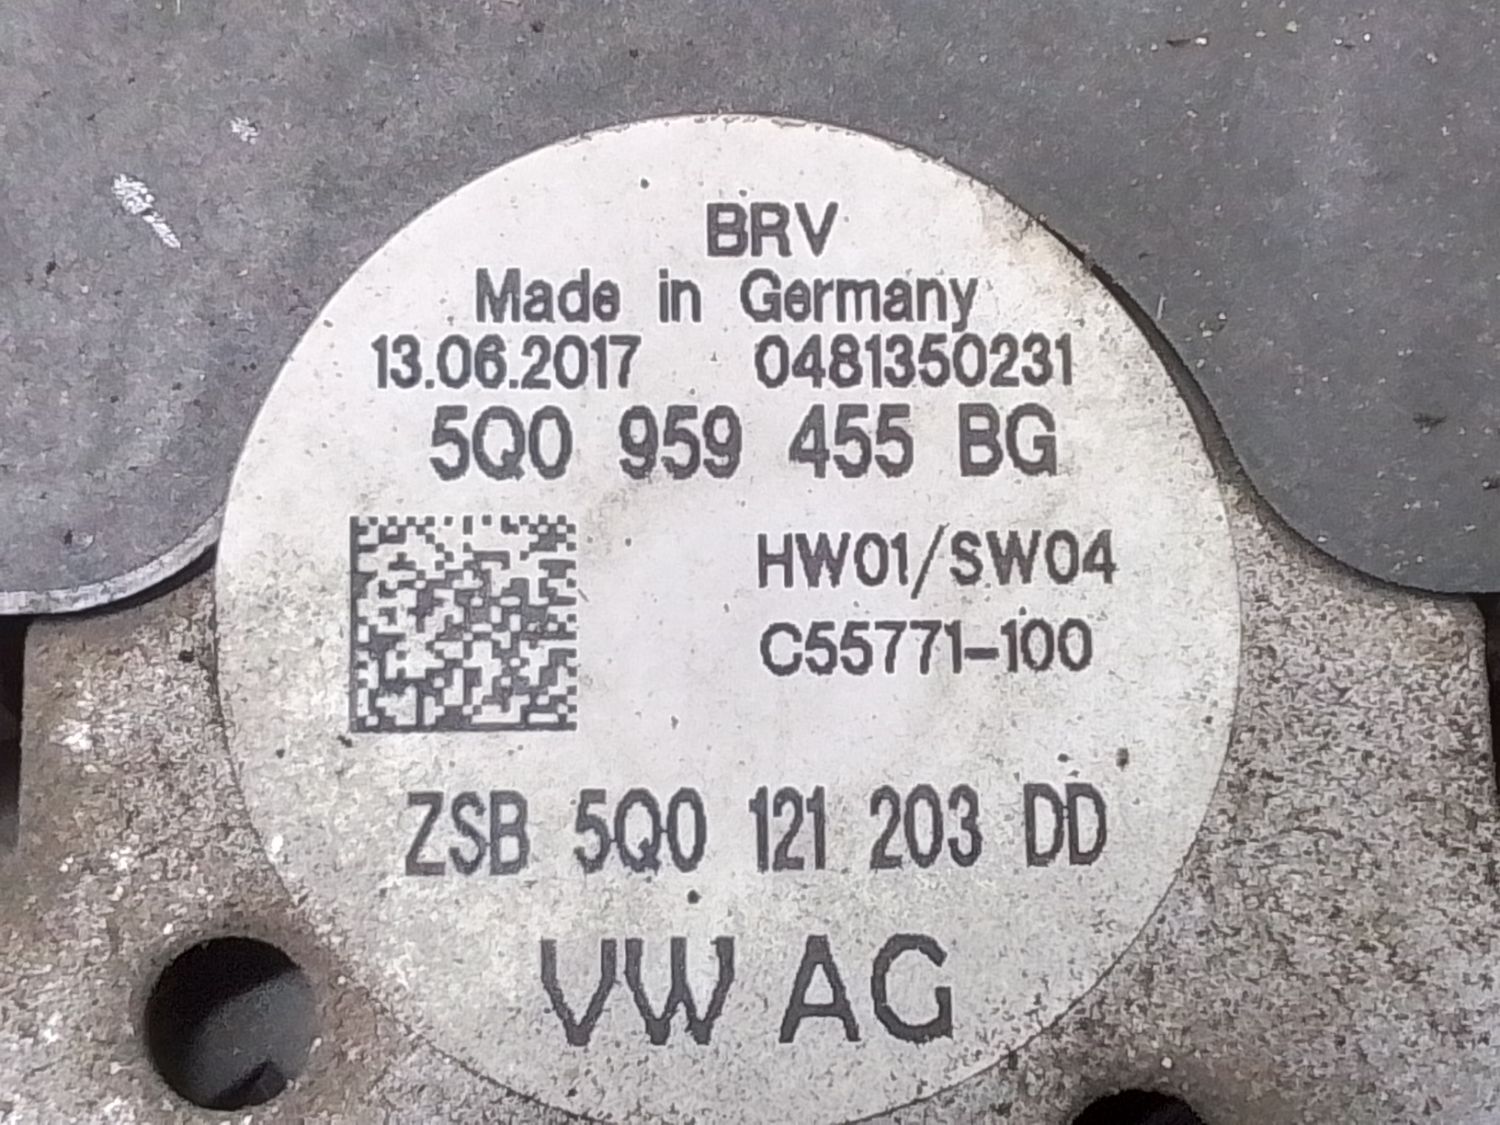 BRV
Made in Germany
13.06.2017 0481350231
5Q0 959 455 BG
HW01/SW04
C55771-100
ZSB 5Q0 121 203 DD
VW AG